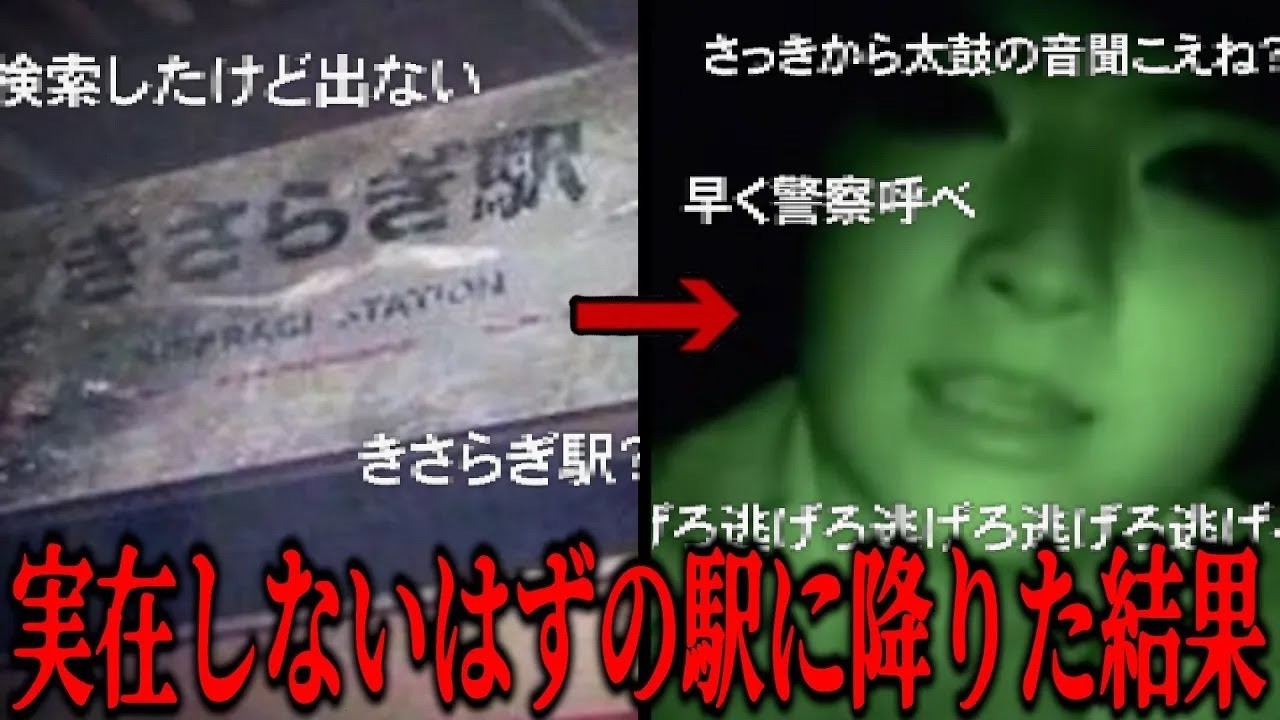 検索したけど出ない
きさらぎ駅
きさらぎ駅?
さっきから太鼓の音聞こえね?
早く警察呼べ
げろ逃げろ逃げろ逃げろ逃げろ逃げ
実在しないはずの駅に降りた結果